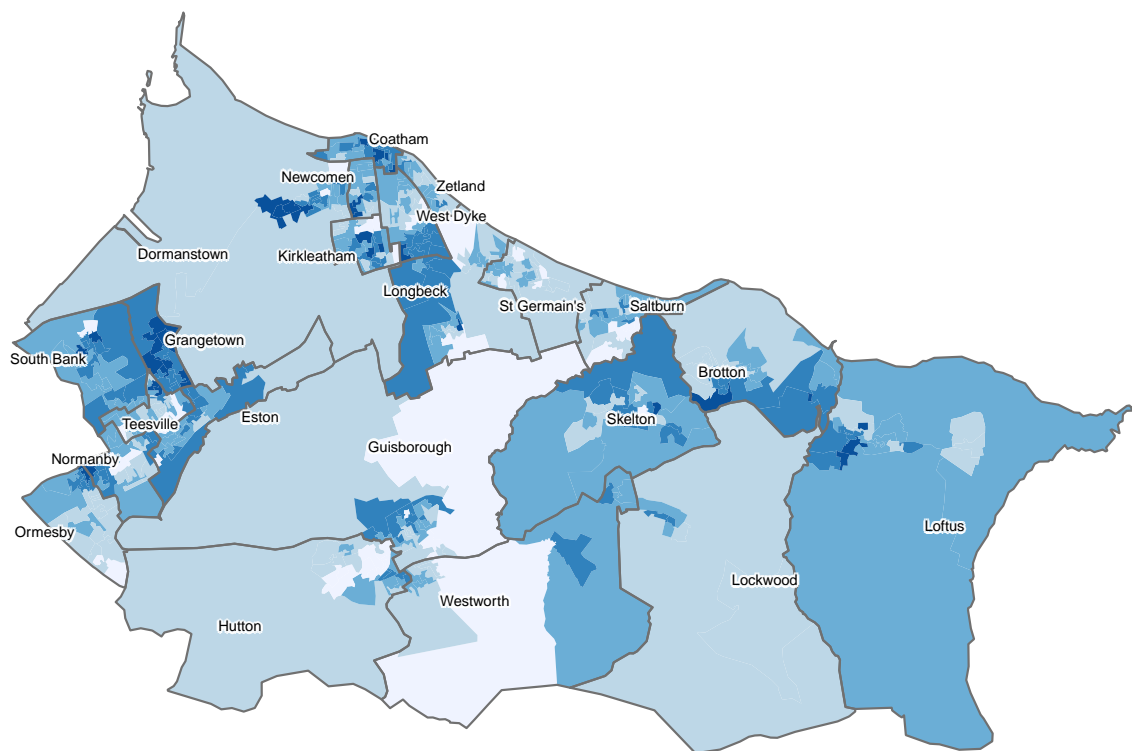 Coatham
Newcomen
Zetland
West Dyke
Dormanstown
Kirkleatham
Longbeck
St Germain's
Saltburn
Grangetown
South Bank
Brotton
Teesville
Eston
Skelton
Guisborough
Normanby
Ormesby
Loftus
Lockwood
Westworth
Hutton